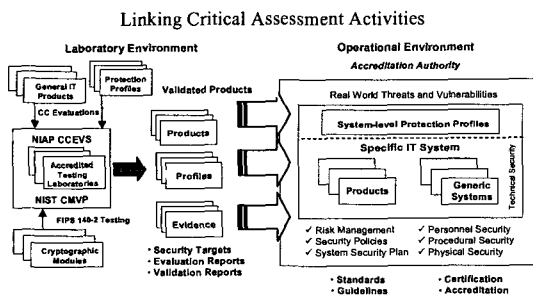 Linking Critical Assessment Activities
Laboratory Environment
General IT
Products
Protection
Profiles
CC Evaluations
NIAP CCEVS
Accredited
Testing
Laboratories
NIST CMVP
FIPS 140-2 Testing
Cryptographic
Modules
Validated Products
Products
Profiles
Evidence
• Security Targets
• Evaluation Reports
• Validation Reports
Operational Environment
Accreditation Authority
Real World Threats and Vulnerabilities
System-level Protection Profiles
Specific IT System
Products
Generic
Systems
Technical Security
✓ Risk Management
✓ Security Policies
✓ System Security Plan
✓ Personnel Security
✓ Procedural Security
✓ Physical Security
• Standards
• Guidelines
• Certification
• Accreditation